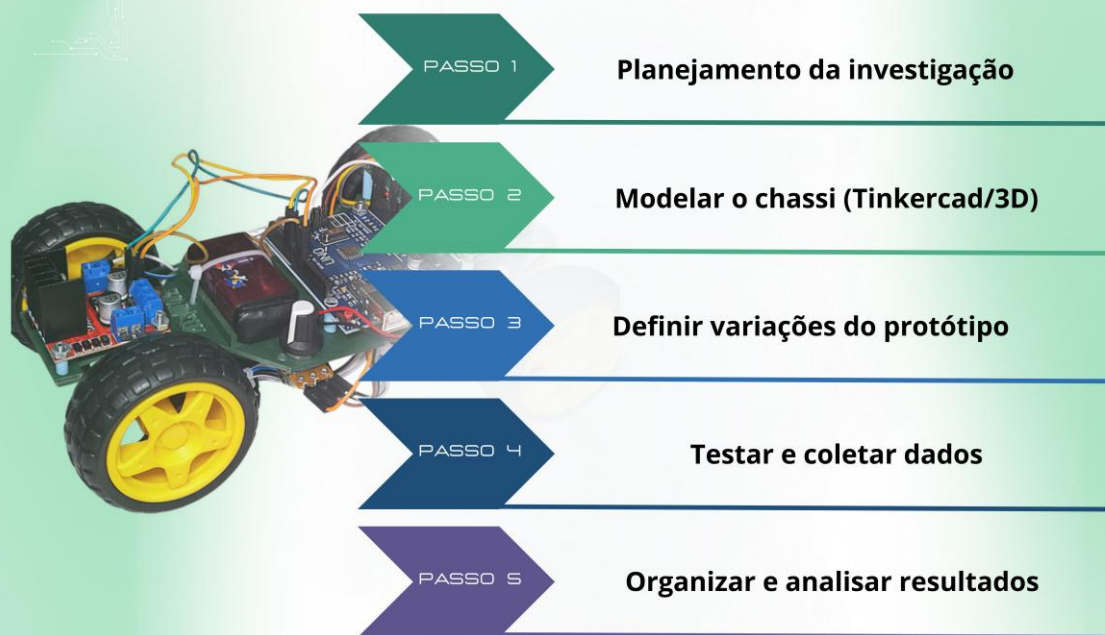 PASSO 1
Planejamento da investigação
PASSO 2
Modelar o chassi (Tinkercad/3D)
PASSO 3
Definir variações do protótipo
PASSO 4
Testar e coletar dados
PASSO 5
Organizar e analisar resultados
UNO